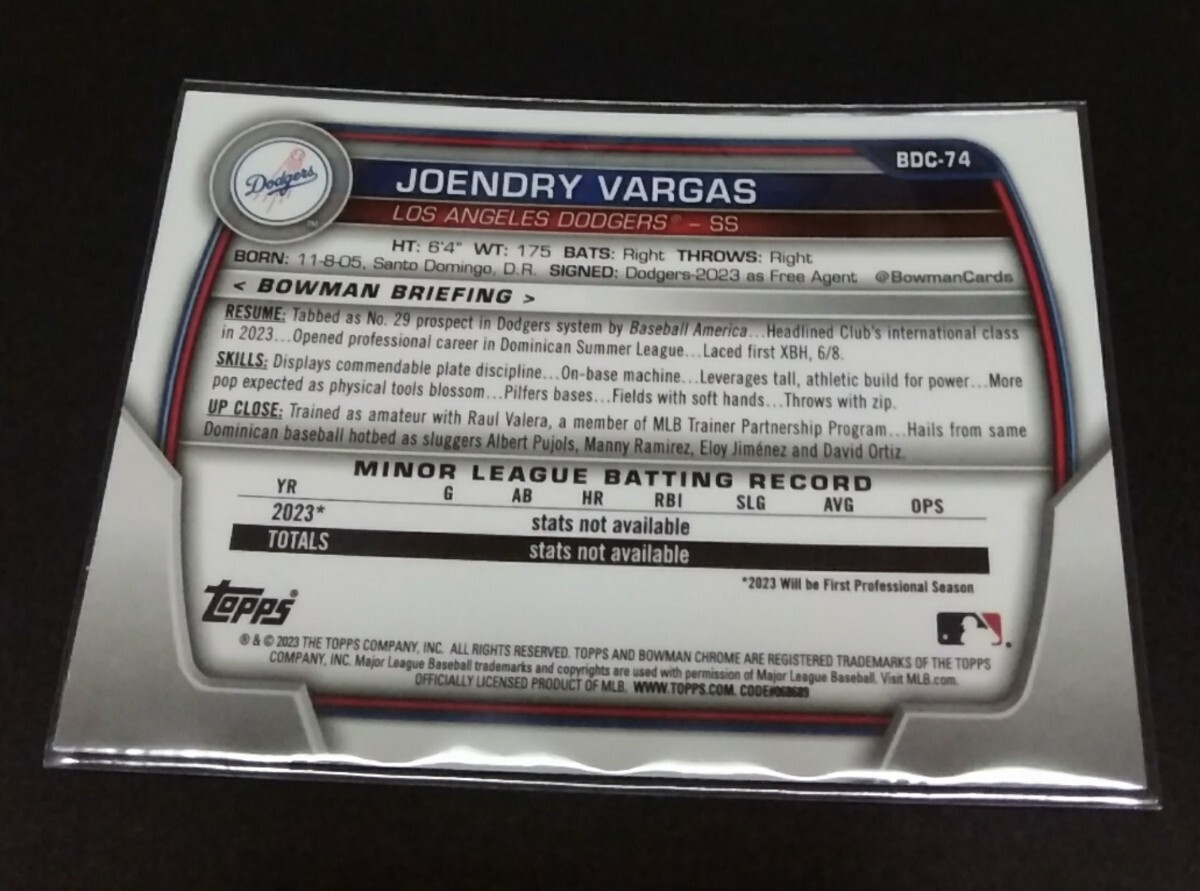 Dodgers
BDC-74
JOENDRY VARGAS
LOS ANGELES DODGERS® – SS
HT: 6'4" WT: 175 BATS: Right THROWS: Right
BORN: 11-8-05, Santo Domingo, D.R. SIGNED: Dodgers-2023 as Free Agent @BowmanCards
< BOWMAN BRIEFING >
RESUME: Tabbed as No. 29 prospect in Dodgers system by Baseball America...Headlined Club's international class
in 2023...Opened professional career in Dominican Summer League...Laced first XBH, 6/8.
SKILLS: Displays commendable plate discipline...On-base machine...Leverages tall, athletic build for power...More
pop expected as physical tools blossom...Pilfers bases...Fields with soft hands...Throws with zip.
UP CLOSE: Trained as amateur with Raul Valera, a member of MLB Trainer Partnership Program...Hails from same
Dominican baseball hotbed as sluggers Albert Pujols, Manny Ramirez, Eloy Jiménez and David Ortiz.
MINOR LEAGUE BATTING RECORD
YR G AB HR RBI SLG AVG OPS
2023* stats not available
TOTALS stats not available
*2023 Will be First Professional Season
Topps®
® & © 2023 THE TOPPS COMPANY, INC. ALL RIGHTS RESERVED. TOPPS AND BOWMAN CHROME ARE REGISTERED TRADEMARKS OF THE TOPPS
COMPANY, INC. Major League Baseball trademarks and copyrights are used with permission of Major League Baseball. Visit MLB.com.
OFFICIALLY LICENSED PRODUCT OF MLB. WWW.TOPPS.COM.